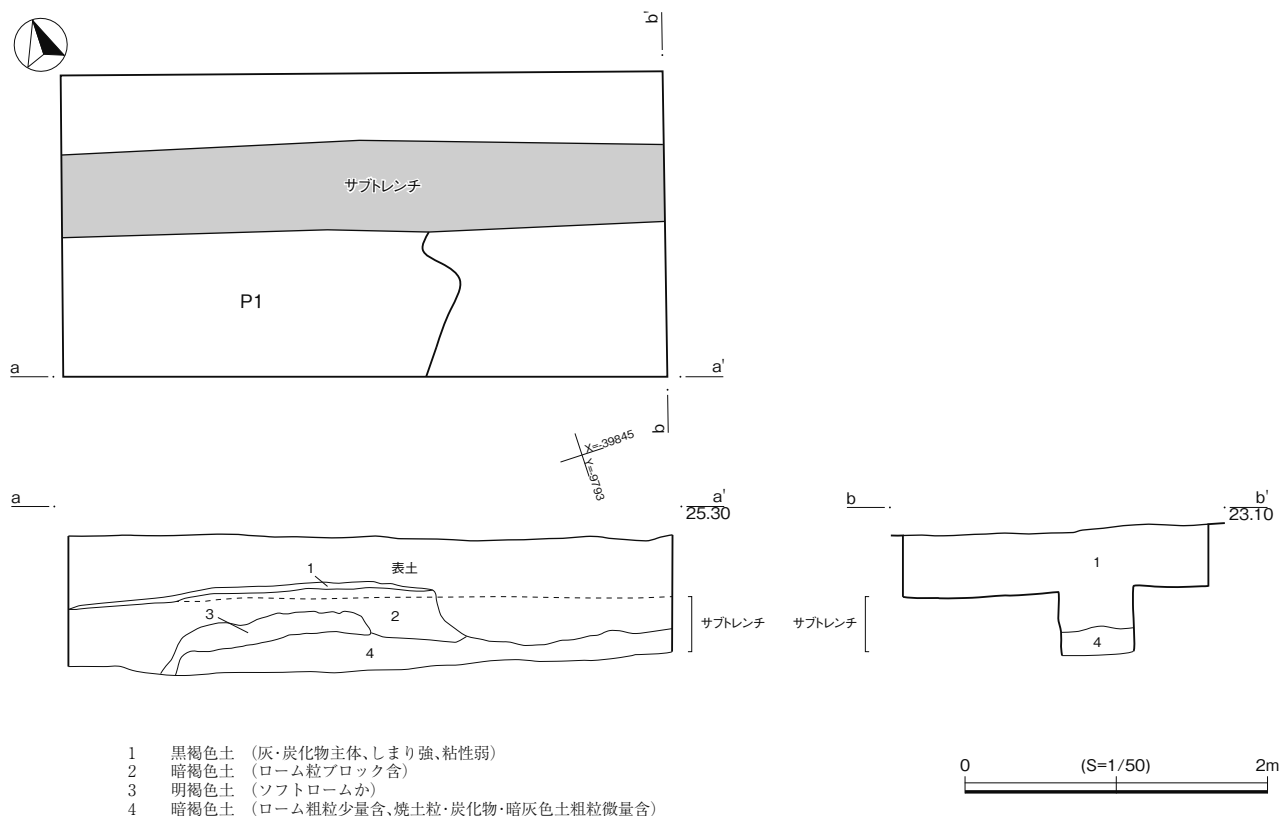 b'
サブトレンチ
P1
a
a'
b
X=-39845
Y=-9793
a
a'
25.30
b
b'
23.10
1
表土
1
3
2
サブトレンチ
サブトレンチ
4
4
1 黒褐色土 (灰・炭化物主体、しまり強、粘性弱)
2 暗褐色土 (ローム粒ブロック含)
3 明褐色土 (ソフトロームか)
4 暗褐色土 (ローム粗粒少量含、焼土粒・炭化物・暗灰色土粗粒微量含)
0 (S=1/50) 2m